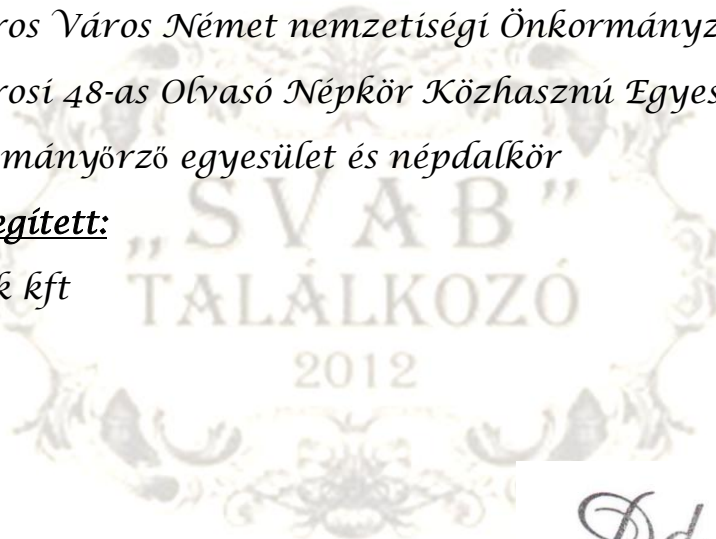 ros Város Német nemzetiségi Önkormányz
rosi 48-as Olvasó Népkör Közhasznú Egyes
mányőrző egyesület és népdalkör
egített:
k kft
„SVÁB”
TALÁLKOZÓ
2012